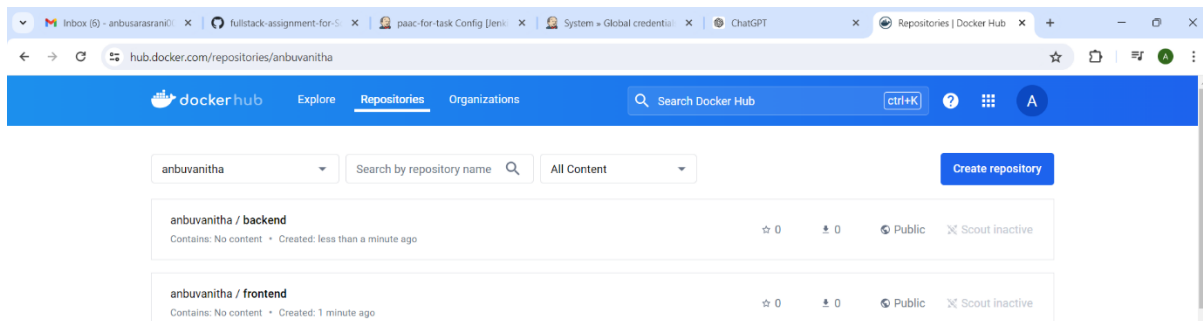 Inbox (6) - anbusarasrani0
fullstack-assignment-for-S
paac-for-task Config [Jenk
System » Global credential
ChatGPT
Repositories | Docker Hub
hub.docker.com/repositories/anbuvanitha
A
dockerhub
Explore
Repositories
Organizations
Search Docker Hub
ctrl+K
?
A
anbuvanitha
Search by repository name
All Content
Create repository
anbuvanitha / backend
☆ 0
0
Public
Scout inactive
Contains: No content • Created: less than a minute ago
anbuvanitha / frontend
☆ 0
0
Public
Scout inactive
Contains: No content • Created: 1 minute ago